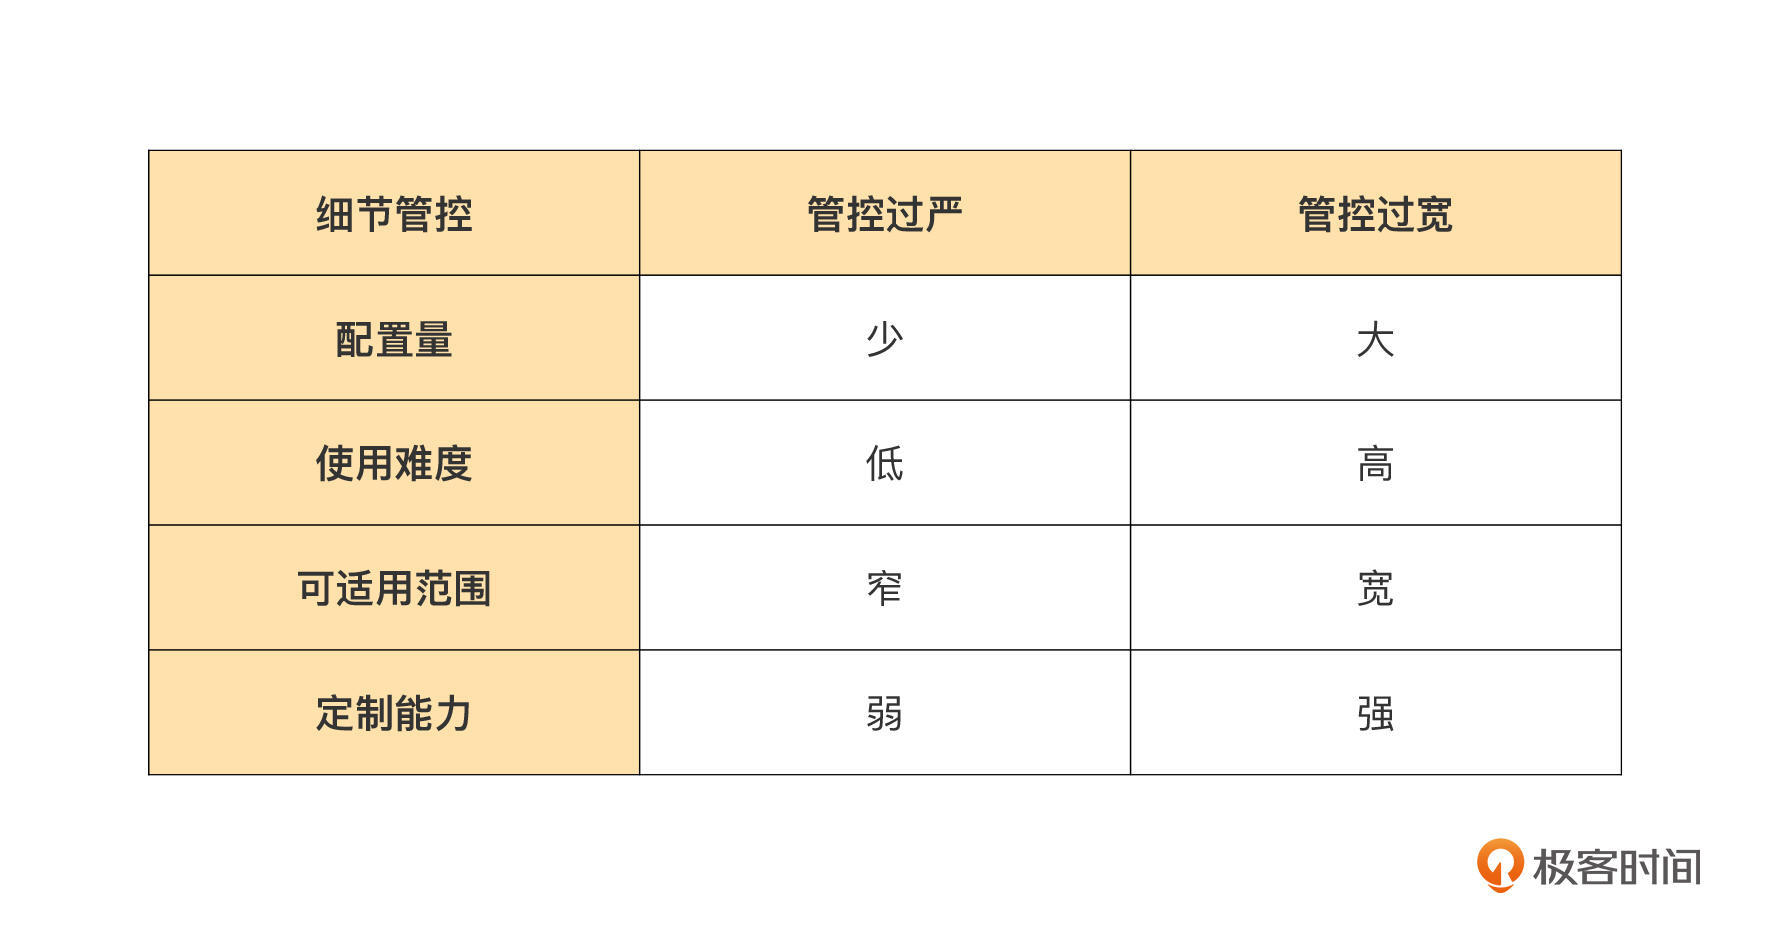 细节管控 管控过严 管控过宽
配置量 少 大
使用难度 低 高
可适用范围 窄 宽
定制能力 弱 强
极客时间